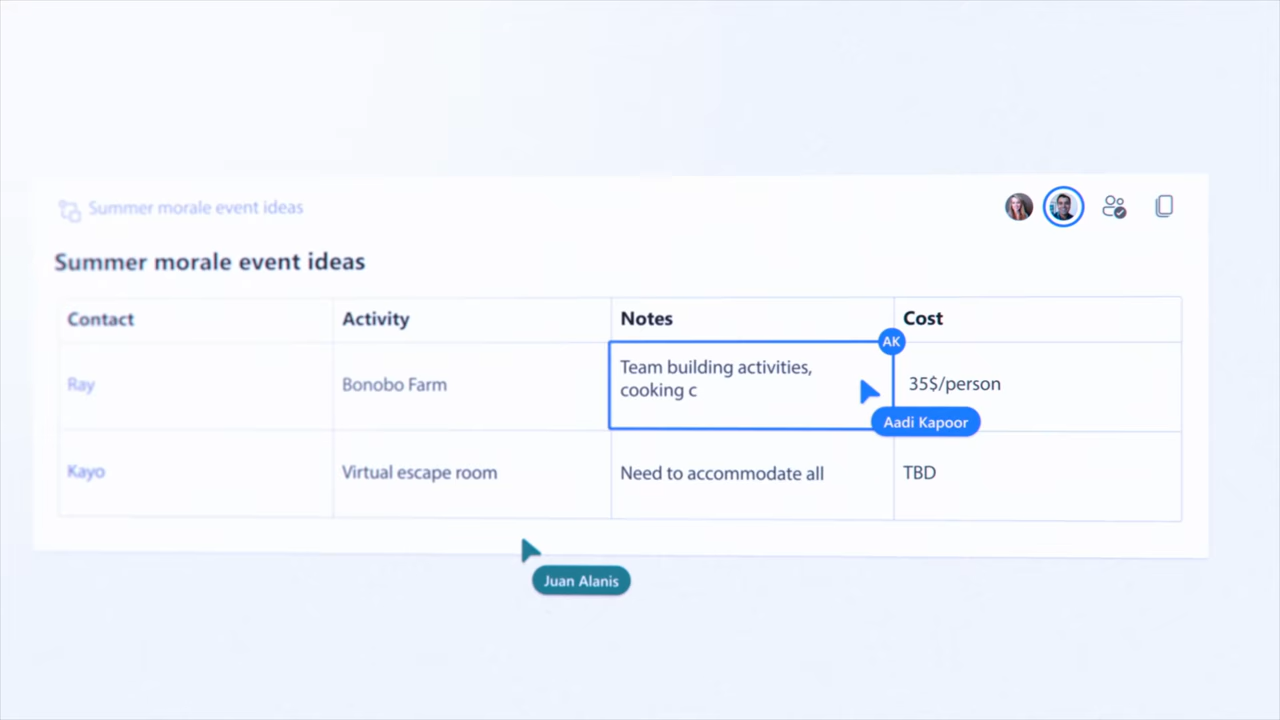 Summer morale event ideas
Summer morale event ideas
Contact Activity Notes Cost
AK
Ray Bonobo Farm Team building activities,
cooking c 35$/person
Aadi Kapoor
Kayo Virtual escape room Need to accommodate all TBD
Juan Alanis